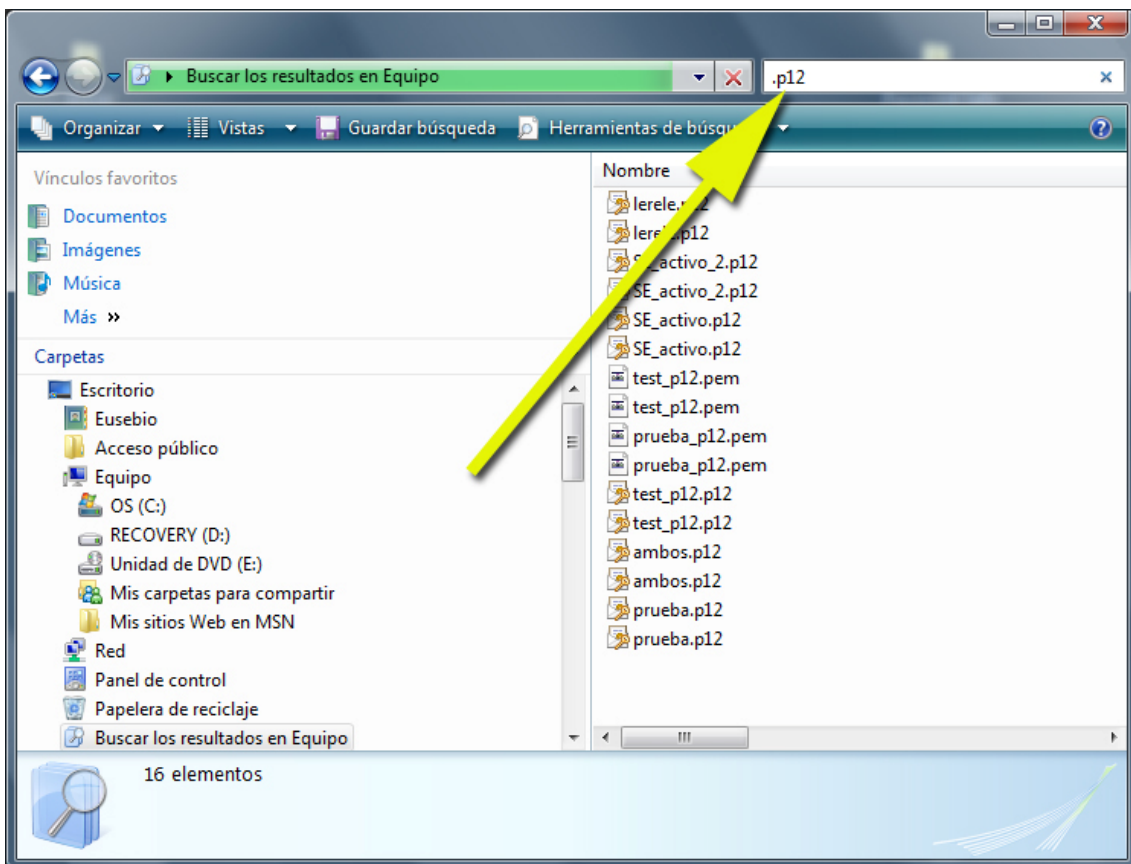 Buscar los resultados en Equipo
.p12
Organizar
Vistas
Guardar búsqueda
Herramientas de
Vínculos favoritos
Documentos
Imágenes
Música
Más »
Carpetas
Escritorio
Eusebio
Acceso público
Equipo
OS (C:)
RECOVERY (D:)
Unidad de DVD (E:)
Mis carpetas para compartir
Mis sitios Web en MSN
Red
Panel de control
Papelera de reciclaje
Buscar los resultados en Equipo
Nombre
SE_activo_2.p12
SE_activo.p12
SE_activo.p12
test_p12.pem
test_p12.pem
prueba_p12.pem
prueba_p12.pem
test_p12.p12
test_p12.p12
ambos.p12
ambos.p12
prueba.p12
prueba.p12
16 elementos